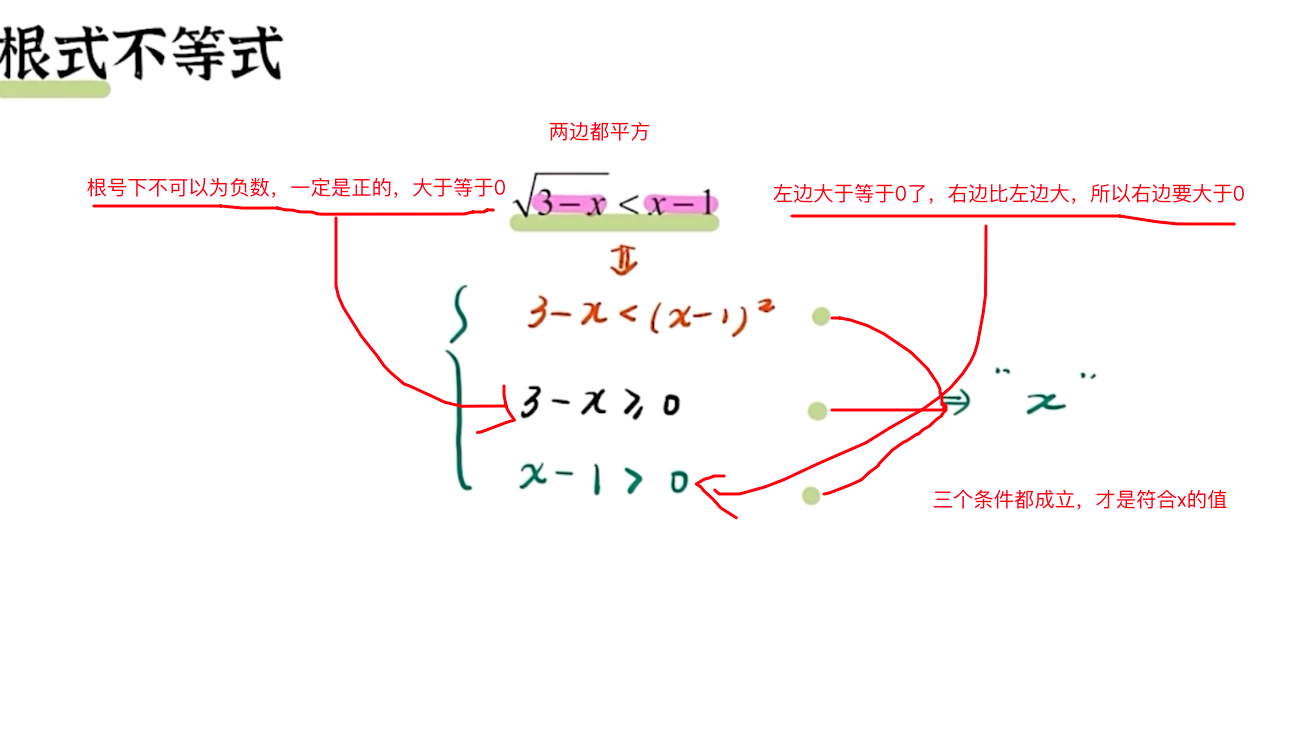 根式不等式
两边都平方
根号下不可以为负数，一定是正的，大于等于0
√(3−x) < x−1
左边大于等于0了，右边比左边大，所以右边要大于0
⇕
3−x<(x−1)²
3−x≥0
⇒ "x"
x−1>0
三个条件都成立，才是符合x的值